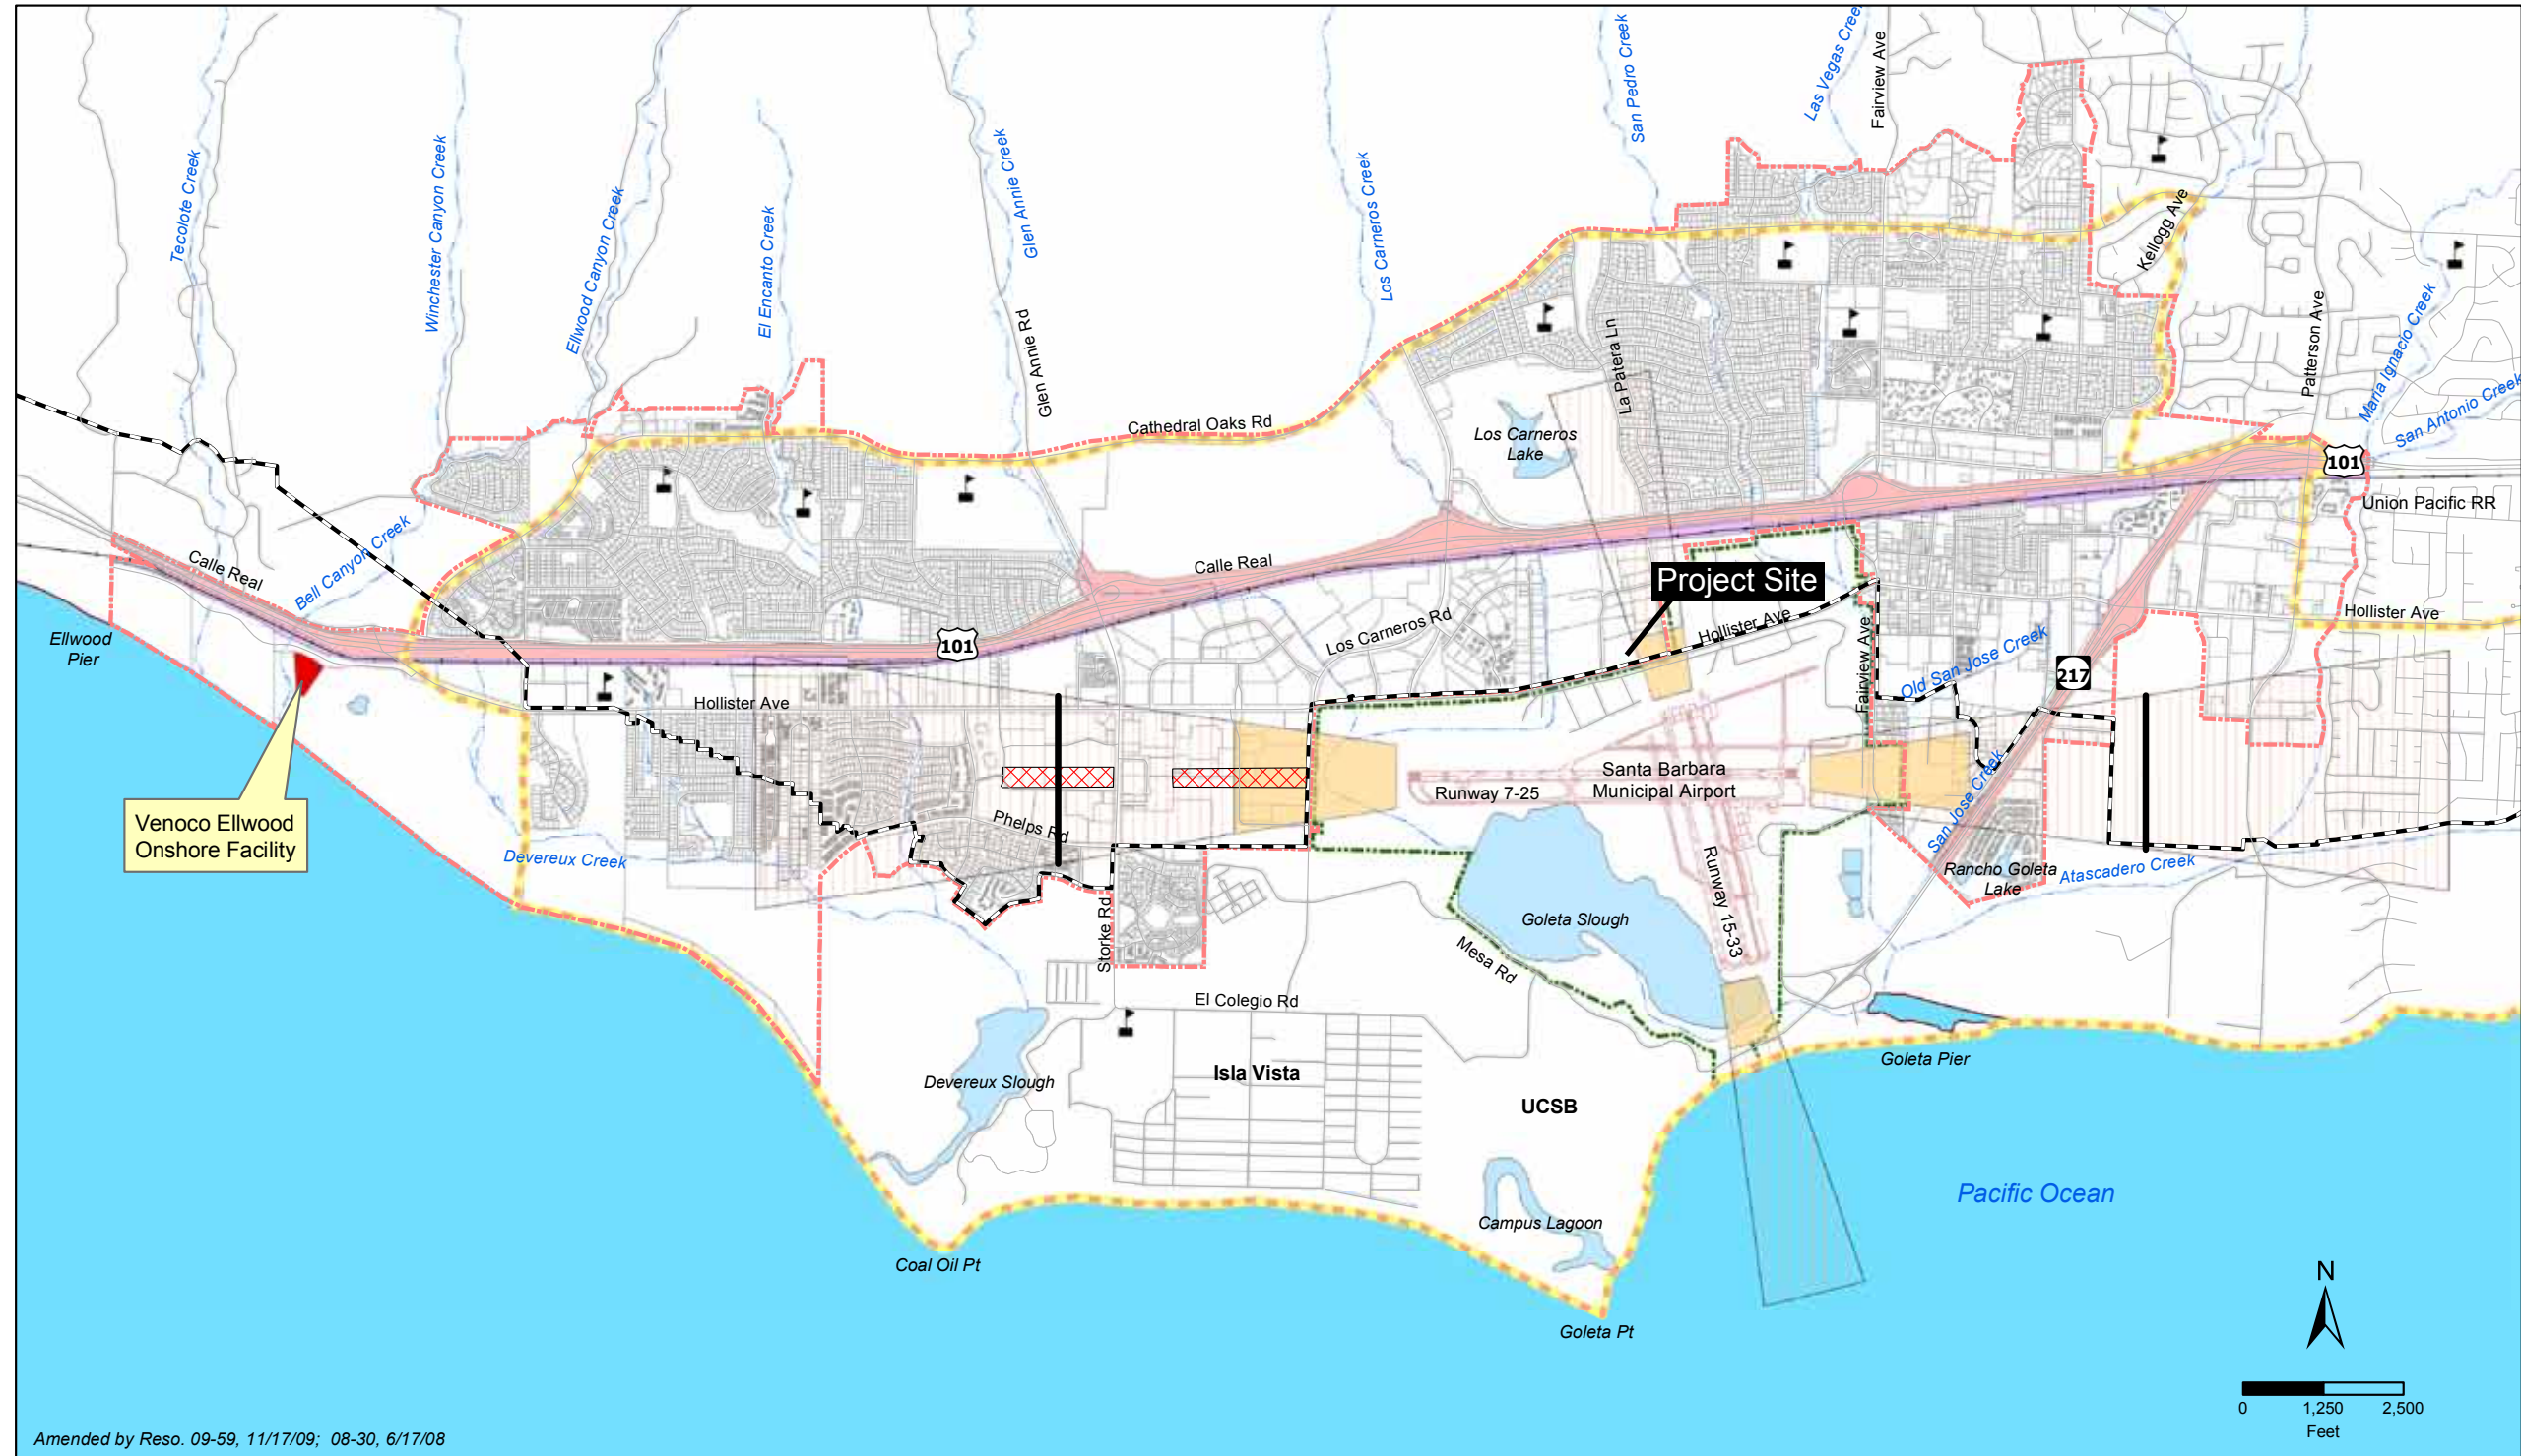 Tecolote Creek
Winchester Canyon Creek
Ellwood Canyon Creek
El Encanto Creek
Glen Annie Creek
Glen Annie Rd
Los Carneros Creek
San Pedro Creek
Las Vegas Creek
Fairview Ave
Kellogg Ave
Patterson Ave
Maria Ignacio Creek
San Antonio Creek
La Patera Ln
Cathedral Oaks Rd
Los Carneros
Lake
101
Union Pacific RR
Bell Canyon Creek
Calle Real
Calle Real
Project Site
Hollister Ave
Hollister Ave
Los Carneros Rd
Fairview Ave
Ellwood
Pier
101
Old San Jose Creek
217
Hollister Ave
Santa Barbara
Municipal Airport
Runway 7-25
Venoco Ellwood
Onshore Facility
Phelps Rd
San Jose Creek
Devereux Creek
Rancho Goleta
Lake
Atascadero Creek
Runway 15-33
Goleta Slough
Storke Rd
Mesa Rd
El Colegio Rd
Goleta Pier
Devereux Slough
Isla Vista
UCSB
Pacific Ocean
Campus Lagoon
Coal Oil Pt
Goleta Pt
N
0 1,250 2,500
Feet
Amended by Reso. 09-59, 11/17/09; 08-30, 6/17/08